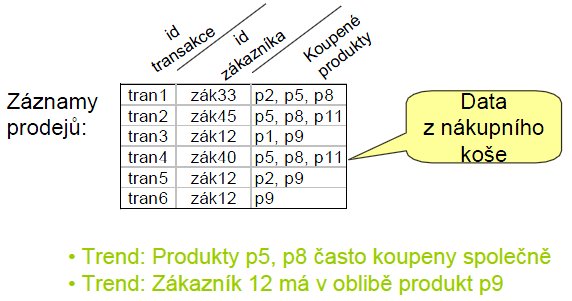 id
transakce
id
zákazníka
Koupené
produkty
Záznamy
prodejů:
tran1 zák33 p2, p5, p8
tran2 zák45 p5, p8, p11
tran3 zák12 p1, p9
tran4 zák40 p5, p8, p11
tran5 zák12 p2, p9
tran6 zák12 p9
Data
z nákupního
koše
• Trend: Produkty p5, p8 často koupeny společně
• Trend: Zákazník 12 má v oblibě produkt p9